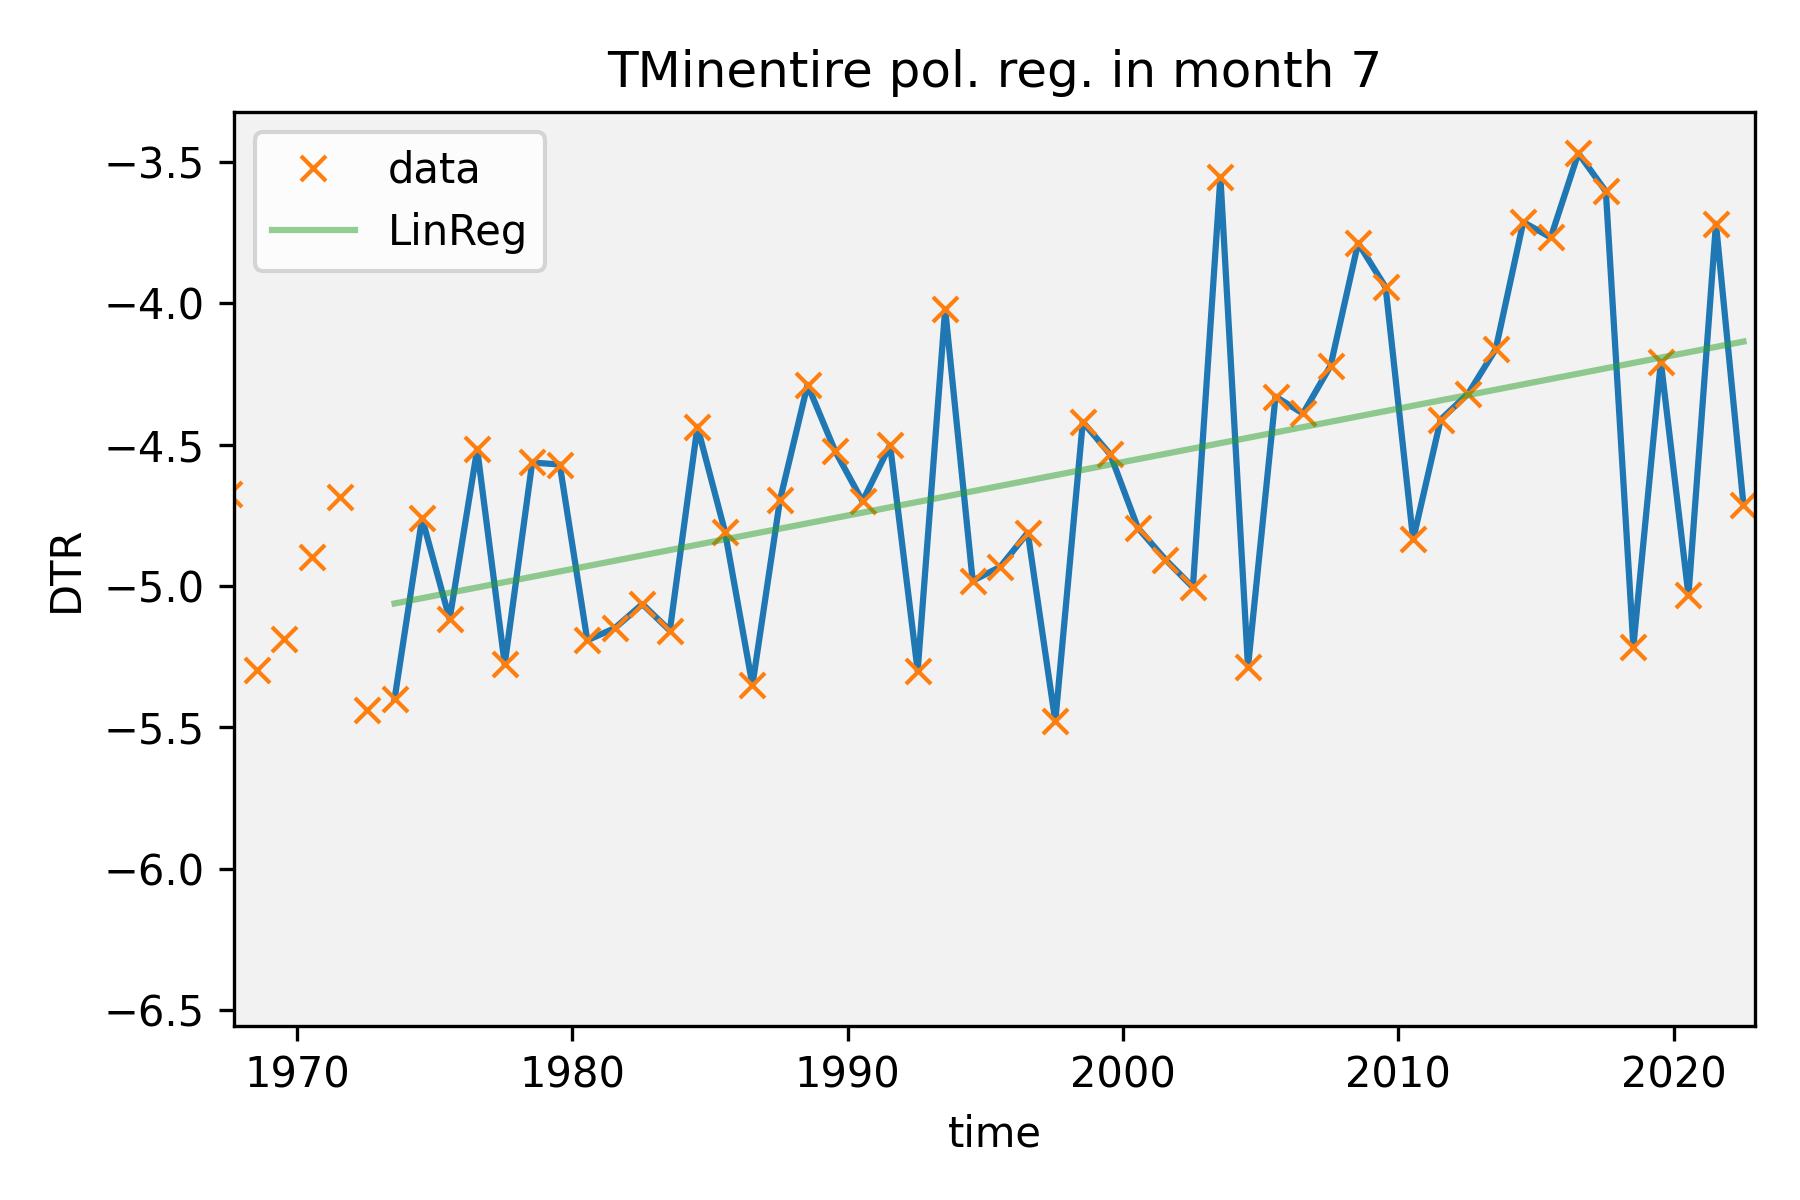 TMinentire pol. reg. in month 7
data
LinReg
DTR
−3.5
−4.0
−4.5
−5.0
−5.5
−6.0
−6.5
1970 1980 1990 2000 2010 2020
time